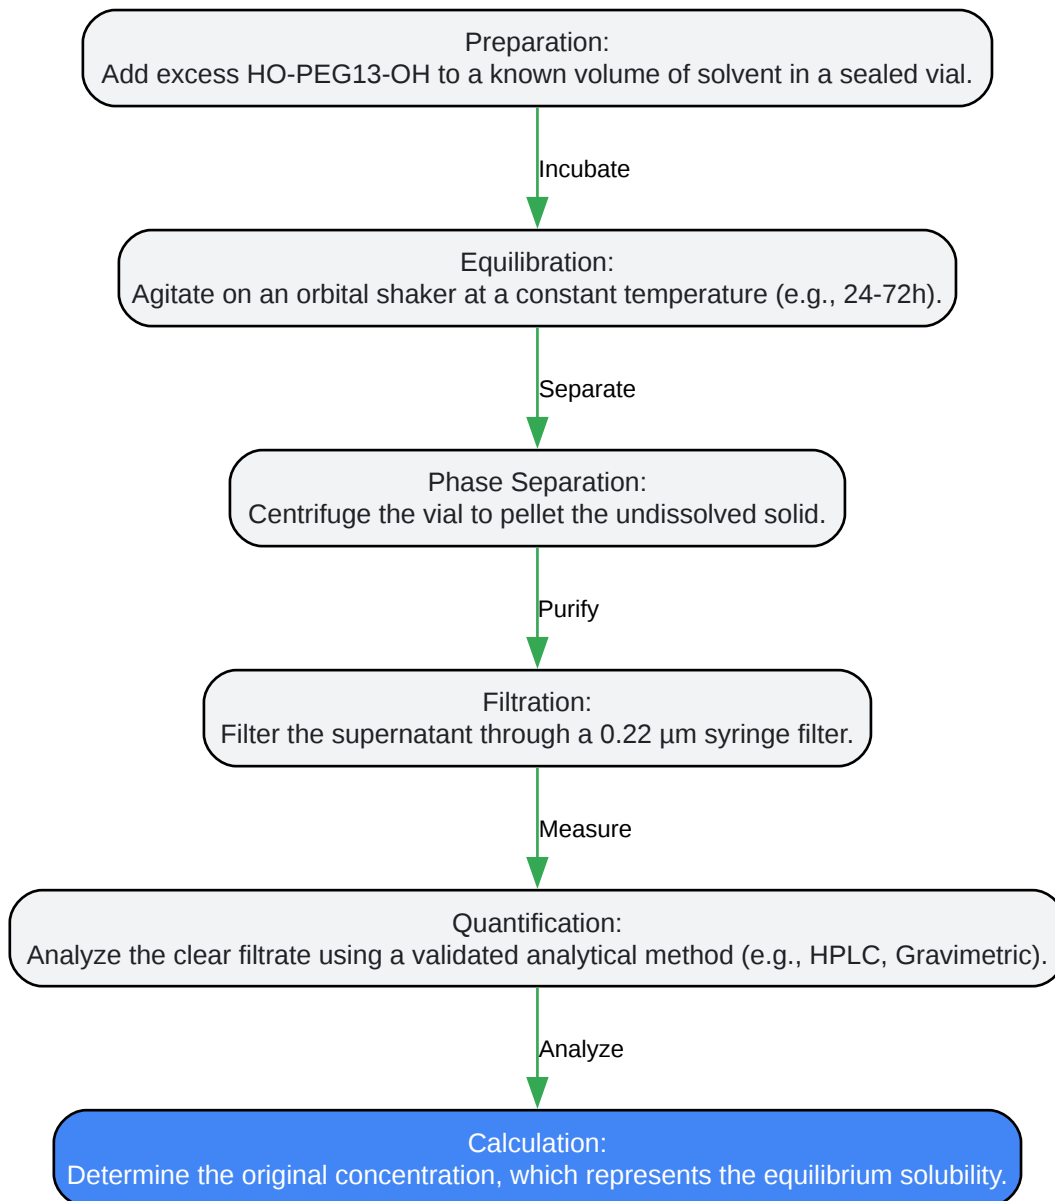 Preparation:
Add excess HO-PEG13-OH to a known volume of solvent in a sealed vial.
Incubate
Equilibration:
Agitate on an orbital shaker at a constant temperature (e.g., 24-72h).
Separate
Phase Separation:
Centrifuge the vial to pellet the undissolved solid.
Purify
Filtration:
Filter the supernatant through a 0.22 µm syringe filter.
Measure
Quantification:
Analyze the clear filtrate using a validated analytical method (e.g., HPLC, Gravimetric).
Analyze
Calculation:
Determine the original concentration, which represents the equilibrium solubility.